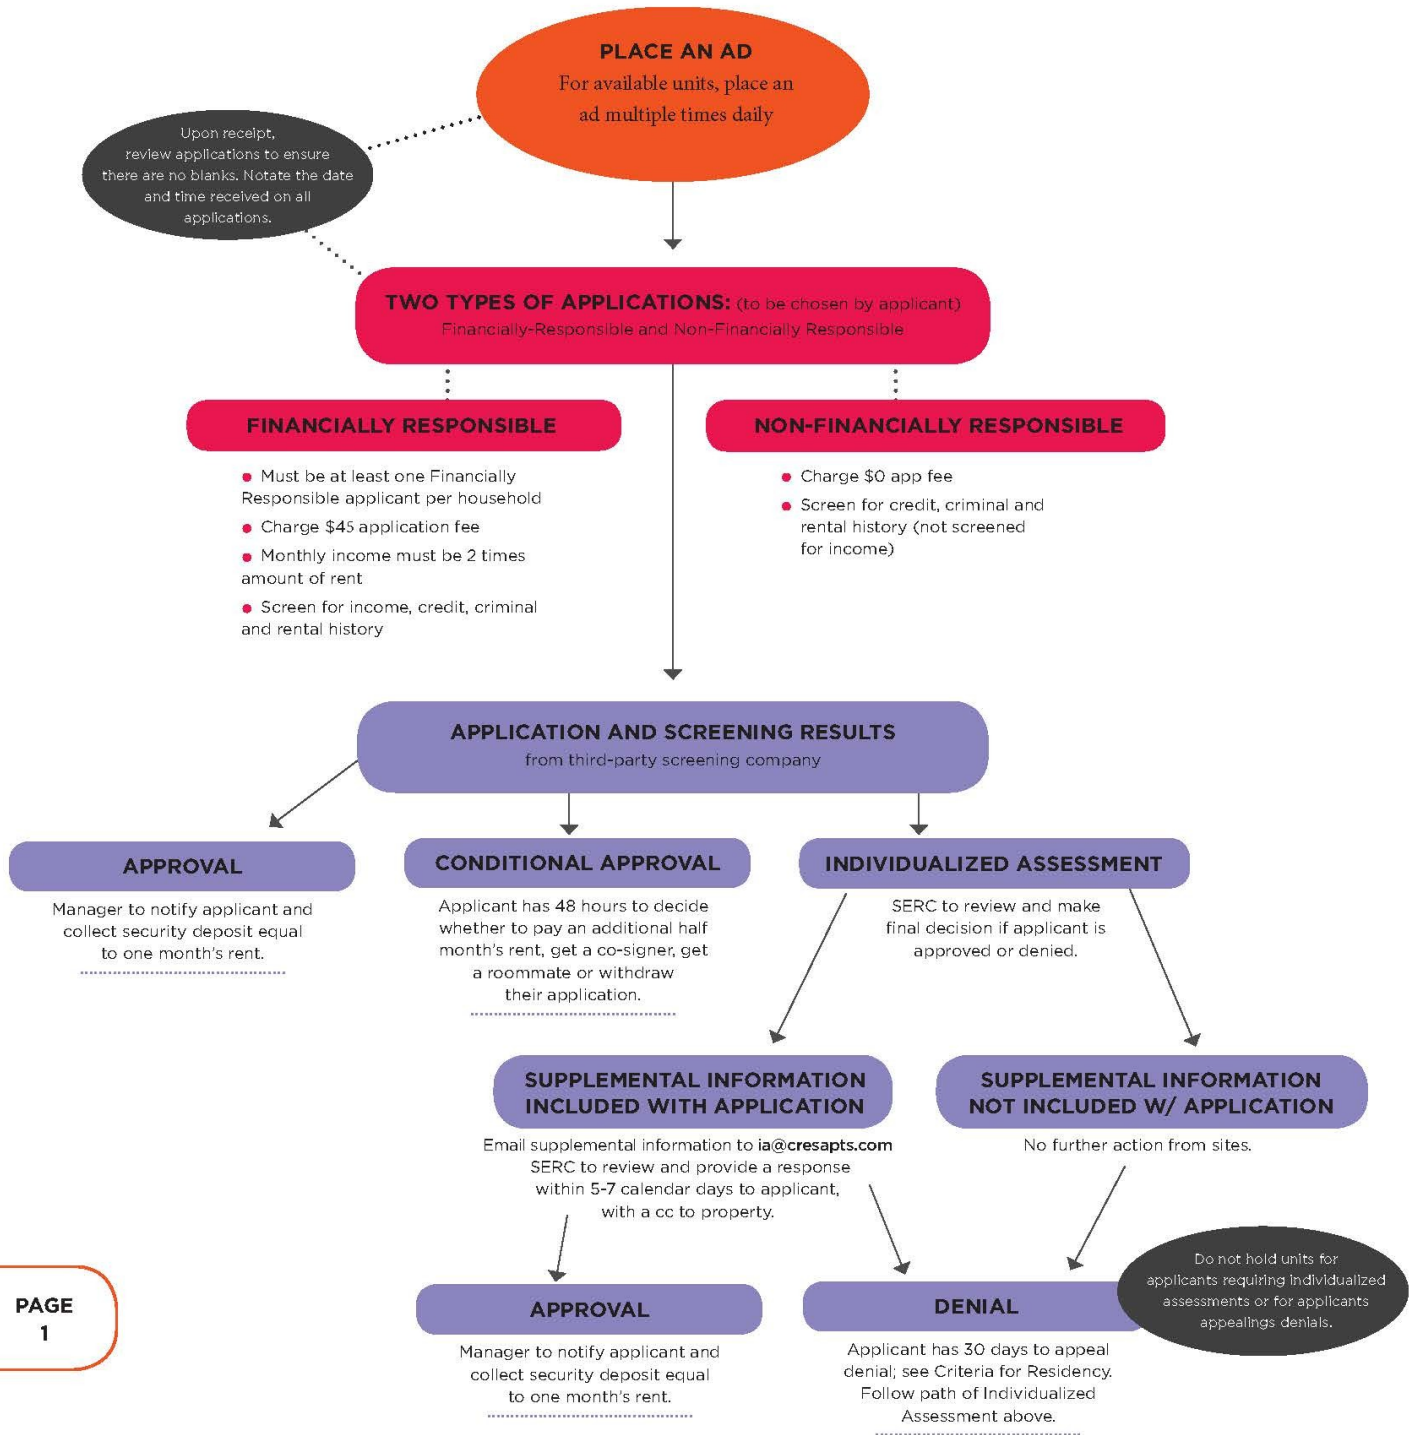 PLACE AN AD
For available units, place an
ad multiple times daily
Upon receipt,
review applications to ensure
there are no blanks. Notate the date
and time received on all
applications.
TWO TYPES OF APPLICATIONS: (to be chosen by applicant)
Financially-Responsible and Non-Financially Responsible
FINANCIALLY RESPONSIBLE
• Must be at least one Financially
Responsible applicant per household
• Charge $45 application fee
• Monthly income must be 2 times
amount of rent
• Screen for income, credit, criminal
and rental history
NON-FINANCIALLY RESPONSIBLE
• Charge $0 app fee
• Screen for credit, criminal and
rental history (not screened
for income)
APPLICATION AND SCREENING RESULTS
from third-party screening company
APPROVAL
Manager to notify applicant and
collect security deposit equal
to one month's rent.
CONDITIONAL APPROVAL
Applicant has 48 hours to decide
whether to pay an additional half
month's rent, get a co-signer, get
a roommate or withdraw
their application.
INDIVIDUALIZED ASSESSMENT
SERC to review and make
final decision if applicant is
approved or denied.
SUPPLEMENTAL INFORMATION
INCLUDED WITH APPLICATION
Email supplemental information to ia@cresapts.com
SERC to review and provide a response
within 5-7 calendar days to applicant,
with a cc to property.
SUPPLEMENTAL INFORMATION
NOT INCLUDED W/ APPLICATION
No further action from sites.
APPROVAL
Manager to notify applicant and
collect security deposit equal
to one month's rent.
DENIAL
Applicant has 30 days to appeal
denial; see Criteria for Residency.
Follow path of Individualized
Assessment above.
Do not hold units for
applicants requiring individualized
assessments or for applicants
appealings denials.
PAGE
1